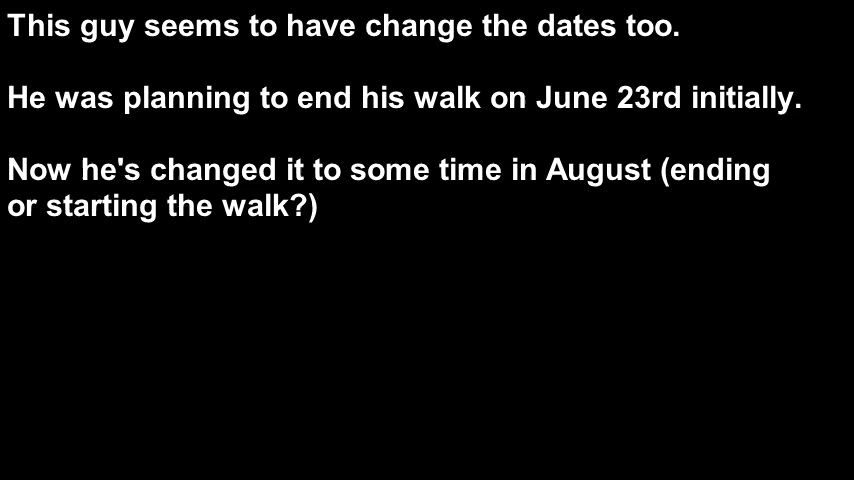 This guy seems to have change the dates too.
He was planning to end his walk on June 23rd initially.
Now he's changed it to some time in August (ending
or starting the walk?)